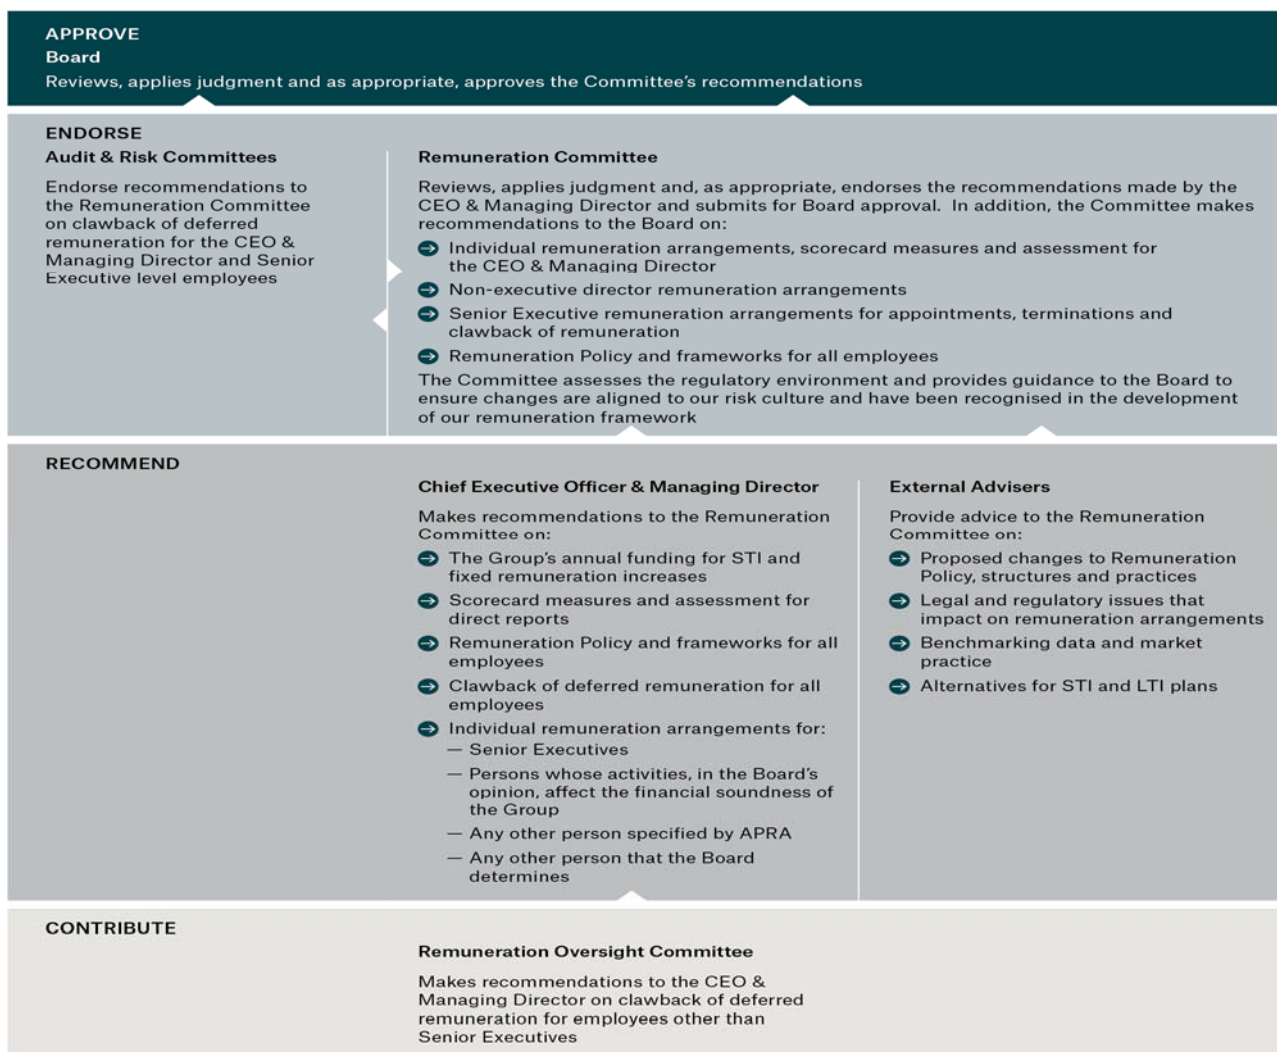 APPROVE
Board
Reviews, applies judgment and as appropriate, approves the Committee's recommendations
ENDORSE
Audit & Risk Committees
Endorse recommendations to
the Remuneration Committee
on clawback of deferred
remuneration for the CEO &
Managing Director and Senior
Executive level employees
Remuneration Committee
Reviews, applies judgment and, as appropriate, endorses the recommendations made by the
CEO & Managing Director and submits for Board approval. In addition, the Committee makes
recommendations to the Board on:
Individual remuneration arrangements, scorecard measures and assessment for
the CEO & Managing Director
Non-executive director remuneration arrangements
Senior Executive remuneration arrangements for appointments, terminations and
clawback of remuneration
Remuneration Policy and frameworks for all employees
The Committee assesses the regulatory environment and provides guidance to the Board to
ensure changes are aligned to our risk culture and have been recognised in the development
of our remuneration framework
RECOMMEND
Chief Executive Officer & Managing Director
Makes recommendations to the Remuneration
Committee on:
The Group's annual funding for STI and
fixed remuneration increases
Scorecard measures and assessment for
direct reports
Remuneration Policy and frameworks for all
employees
Clawback of deferred remuneration for all
employees
Individual remuneration arrangements for:
— Senior Executives
— Persons whose activities, in the Board's
opinion, affect the financial soundness of
the Group
— Any other person specified by APRA
— Any other person that the Board
determines
External Advisers
Provide advice to the Remuneration
Committee on:
Proposed changes to Remuneration
Policy, structures and practices
Legal and regulatory issues that
impact on remuneration arrangements
Benchmarking data and market
practice
Alternatives for STI and LTI plans
CONTRIBUTE
Remuneration Oversight Committee
Makes recommendations to the CEO &
Managing Director on clawback of deferred
remuneration for employees other than
Senior Executives